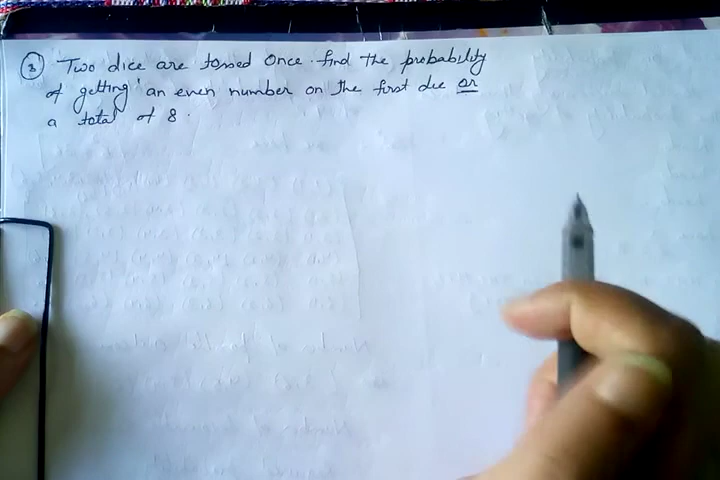 ③ Two dice are tossed once. find the probability
of getting an even number on the first die or
a total of 8.